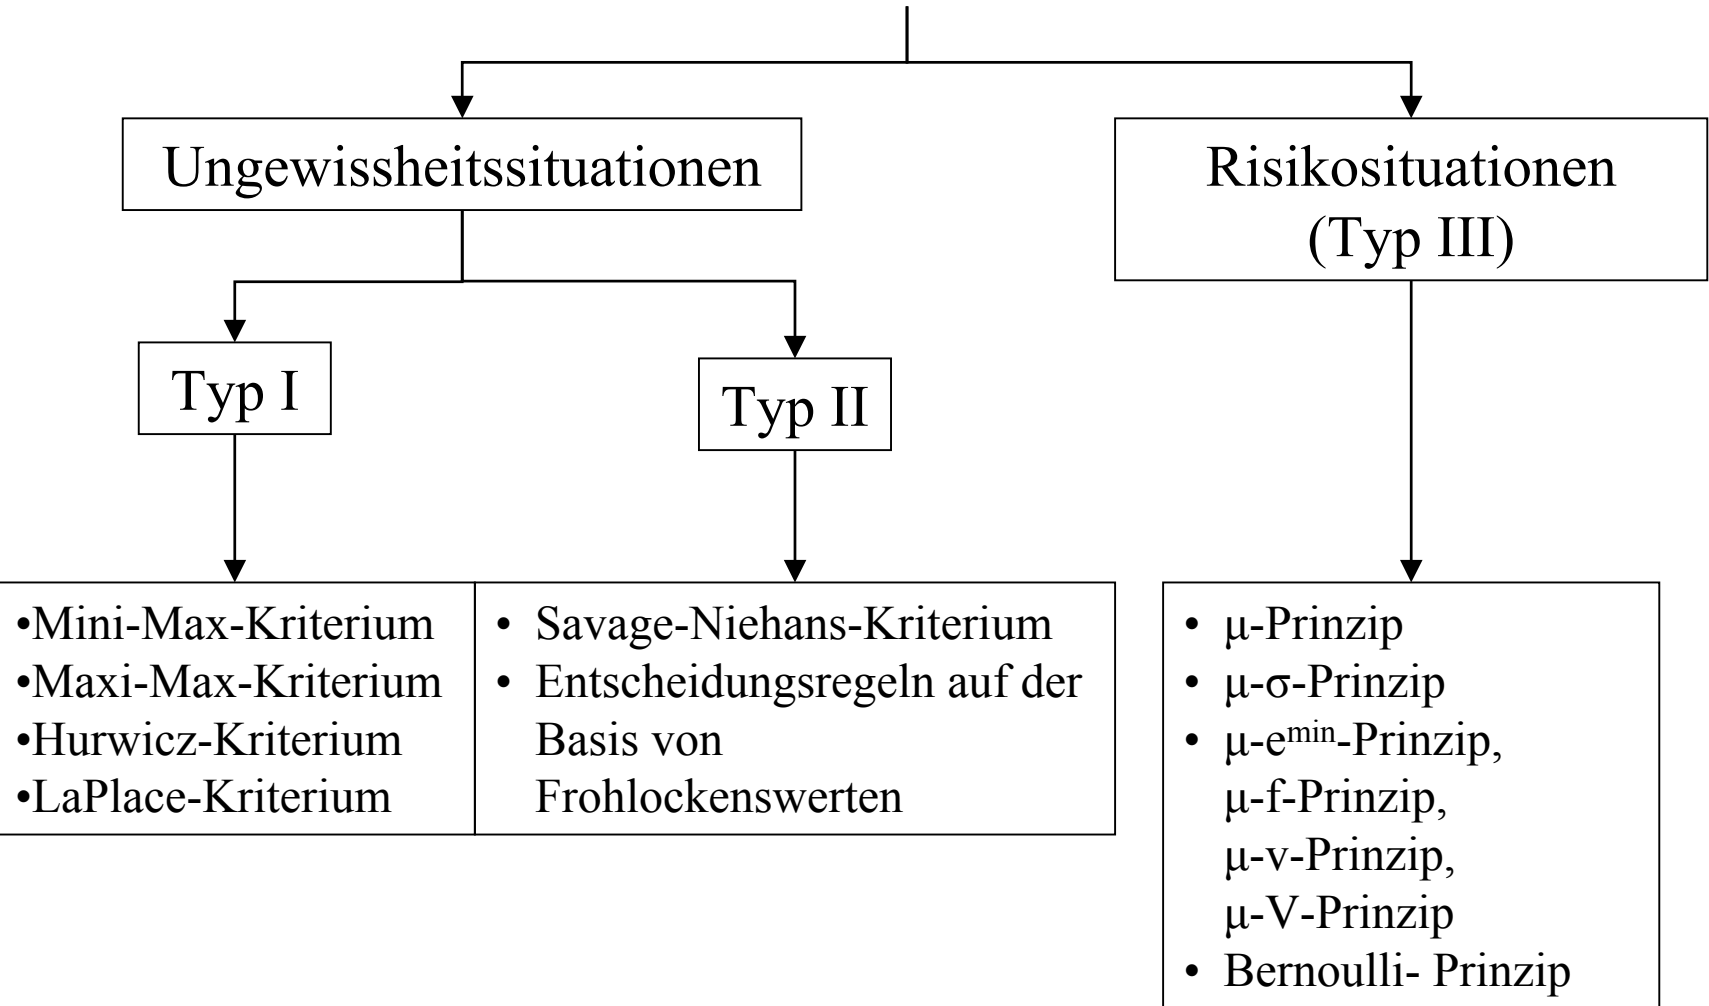 Ungewissheitssituationen
Risikosituationen
(Typ III)
Typ I
Typ II
•Mini-Max-Kriterium
•Maxi-Max-Kriterium
•Hurwicz-Kriterium
•LaPlace-Kriterium
• Savage-Niehans-Kriterium
• Entscheidungsregeln auf der
Basis von
Frohlockenswerten
• μ-Prinzip
• μ-σ-Prinzip
• μ-eᵐⁱⁿ-Prinzip,
μ-f-Prinzip,
μ-v-Prinzip,
μ-V-Prinzip
• Bernoulli- Prinzip